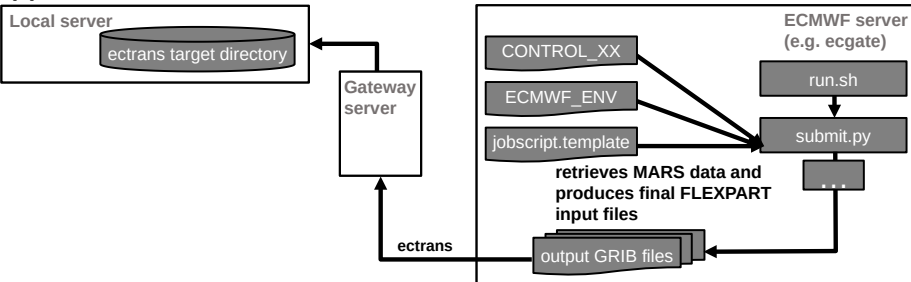 Local server
ectrans target directory
Gateway
server
ECMWF server
(e.g. ecgate)
CONTROL_XX
ECMWF_ENV
jobscript.template
run.sh
submit.py
...
retrieves MARS data and
produces final FLEXPART
input files
ectrans
output GRIB files